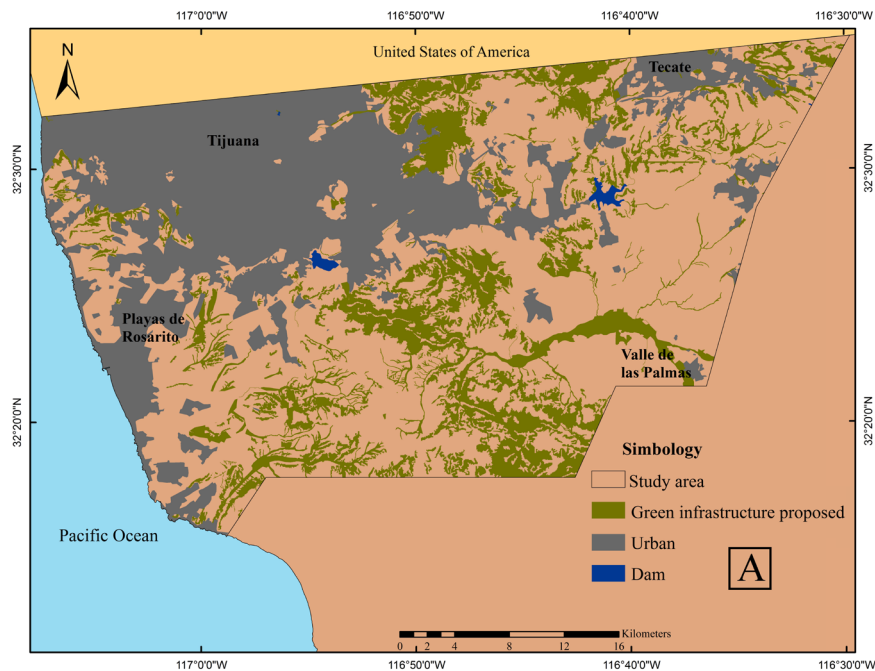 117°0'0"W 116°50'0"W 116°40'0"W 116°30'0"W
N
United States of America
Tecate
Tijuana
32°30'0"N 32°30'0"N
Playas de
Rosarito
Valle de
las Palmas
32°20'0"N 32°20'0"N
Simbology
Study area
Green infrastructure proposed
Urban
Dam
A
Pacific Ocean
Kilometers
0 2 4 8 12 16
117°0'0"W 116°50'0"W 116°40'0"W 116°30'0"W